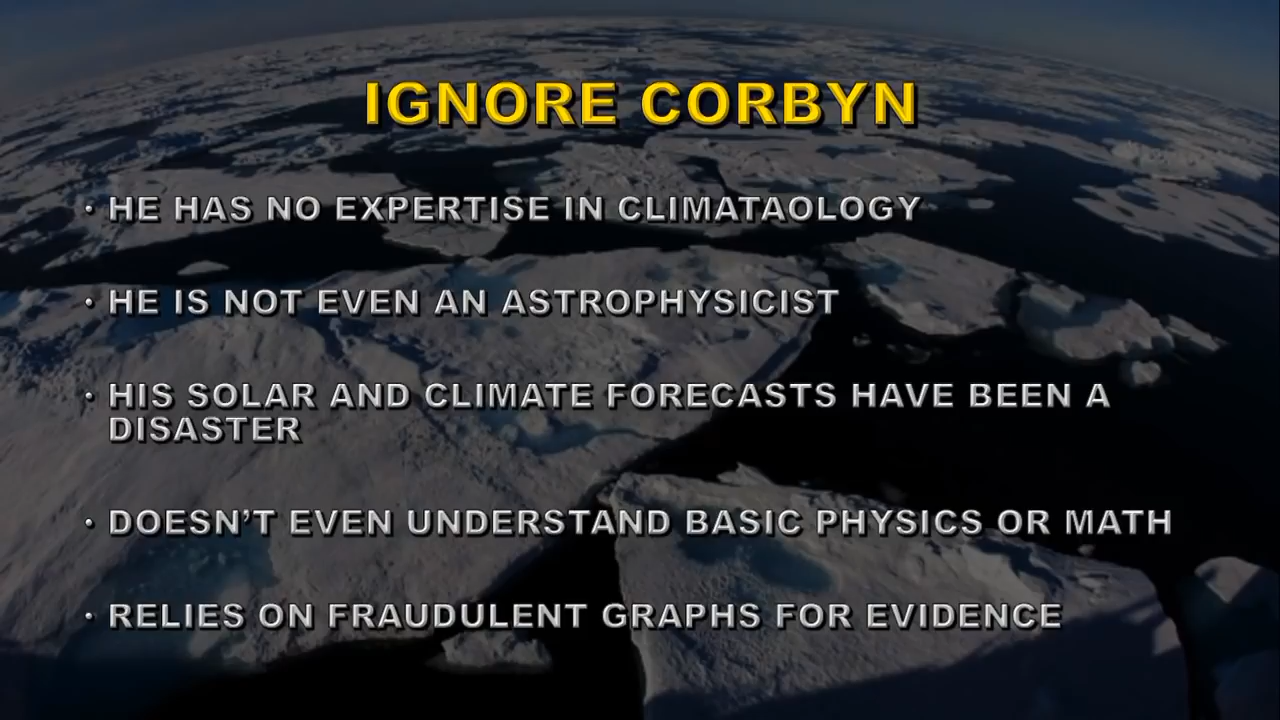 IGNORE CORBYN
• HE HAS NO EXPERTISE IN CLIMATAOLOGY
• HE IS NOT EVEN AN ASTROPHYSICIST
• HIS SOLAR AND CLIMATE FORECASTS HAVE BEEN A
DISASTER
• DOESN’T EVEN UNDERSTAND BASIC PHYSICS OR MATH
• RELIES ON FRAUDULENT GRAPHS FOR EVIDENCE